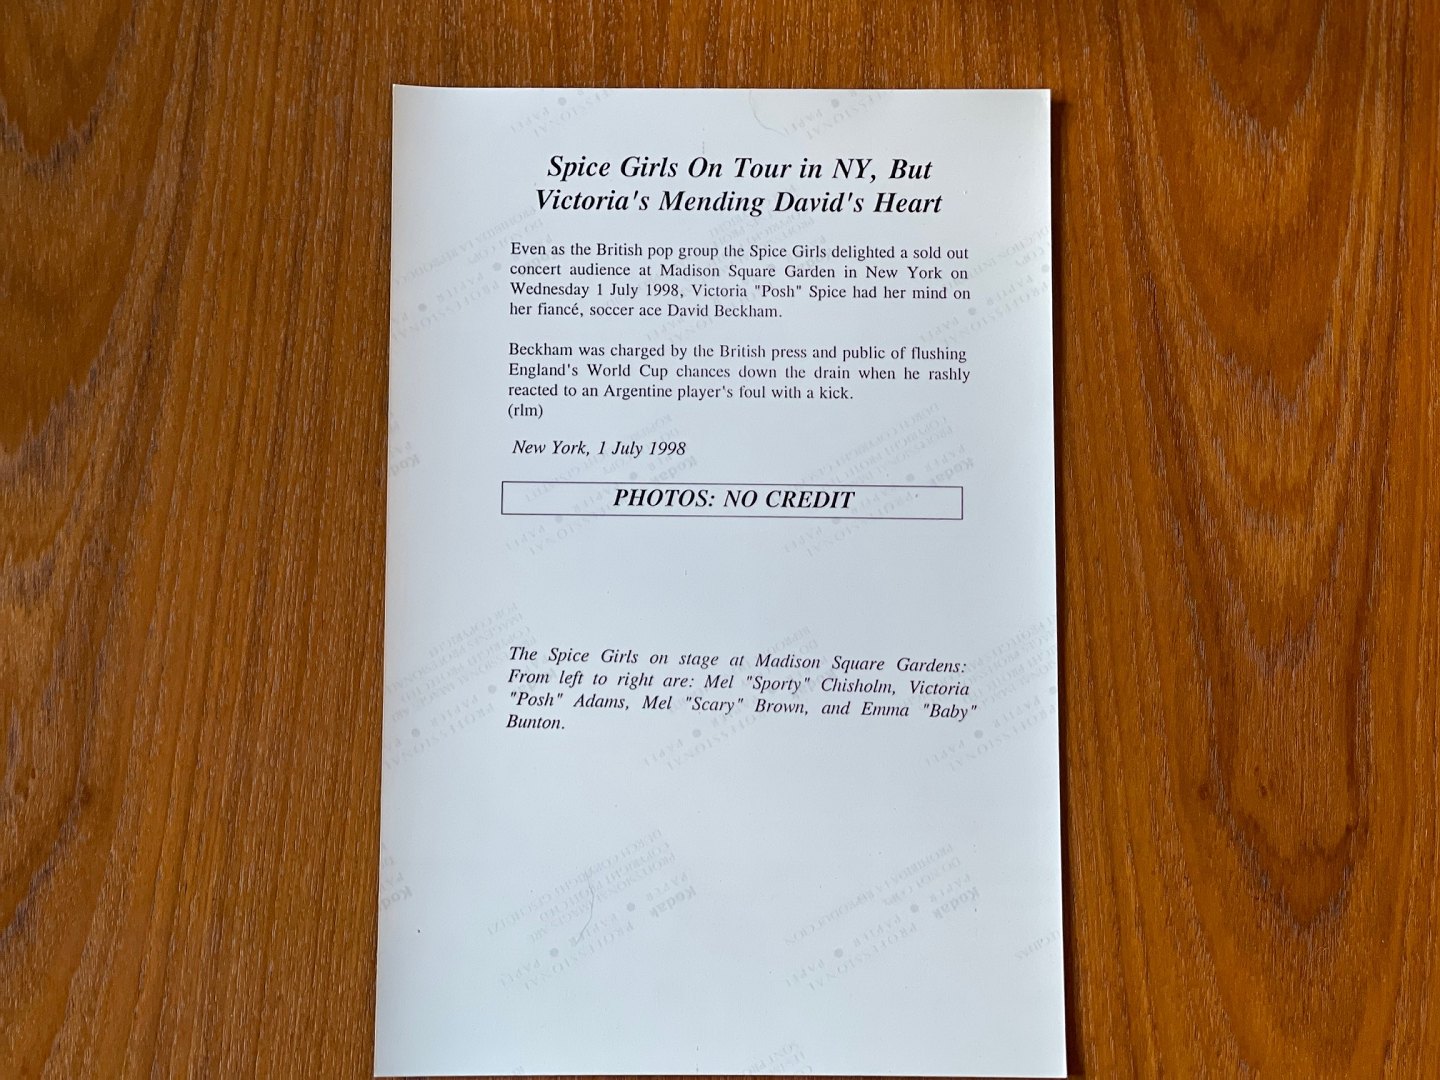 Spice Girls On Tour in NY, But
Victoria's Mending David's Heart
Even as the British pop group the Spice Girls delighted a sold out
concert audience at Madison Square Garden in New York on
Wednesday 1 July 1998, Victoria "Posh" Spice had her mind on
her fiancé, soccer ace David Beckham.
Beckham was charged by the British press and public of flushing
England's World Cup chances down the drain when he rashly
reacted to an Argentine player's foul with a kick.
(rlm)
New York, 1 July 1998
PHOTOS: NO CREDIT
The Spice Girls on stage at Madison Square Gardens:
From left to right are: Mel "Sporty" Chisholm, Victoria
"Posh" Adams, Mel "Scary" Brown, and Emma "Baby"
Bunton.
Kodak
Kodak
Kodak
Kodak
Kodak
Kodak